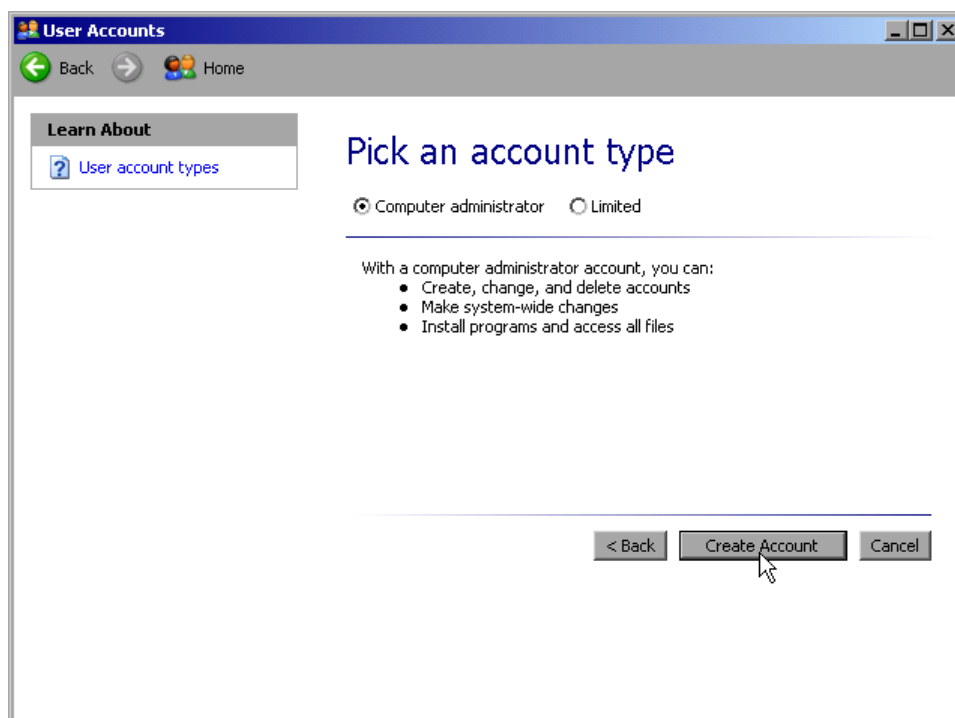 User Accounts
Back Home
Learn About
? User account types
Pick an account type
Computer administrator Limited
With a computer administrator account, you can:
• Create, change, and delete accounts
• Make system-wide changes
• Install programs and access all files
< Back Create Account Cancel